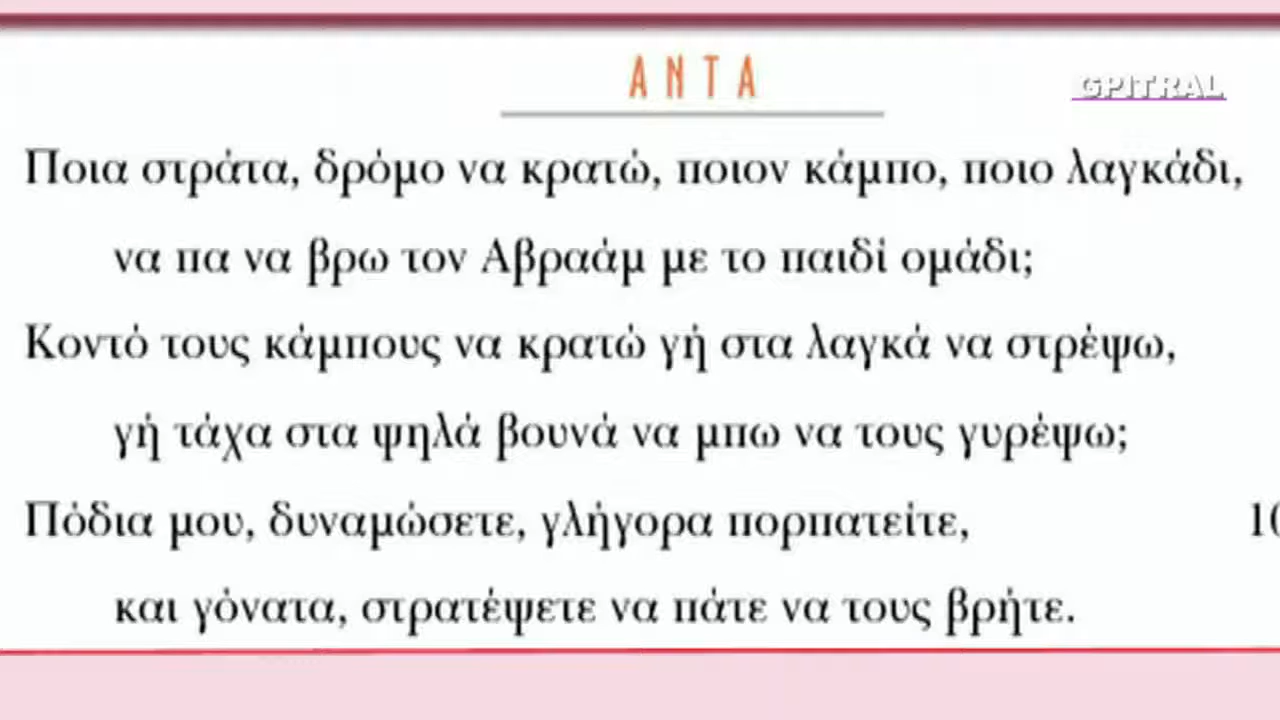 ΑΝΤΑ
GPITRAL
Ποια στράτα, δρόμο να κρατώ, ποιον κάμπο, ποιο λαγκάδι,
να πα να βρω τον Αβραάμ με το παιδί ομάδι;
Κοντό τους κάμπους να κρατώ γή στα λαγκά να στρέψω,
γή τάχα στα ψηλά βουνά να μπω να τους γυρέψω;
Πόδια μου, δυναμώσετε, γλήγορα πορπατείτε,
και γόνατα, στρατέψετε να πάτε να τους βρήτε.